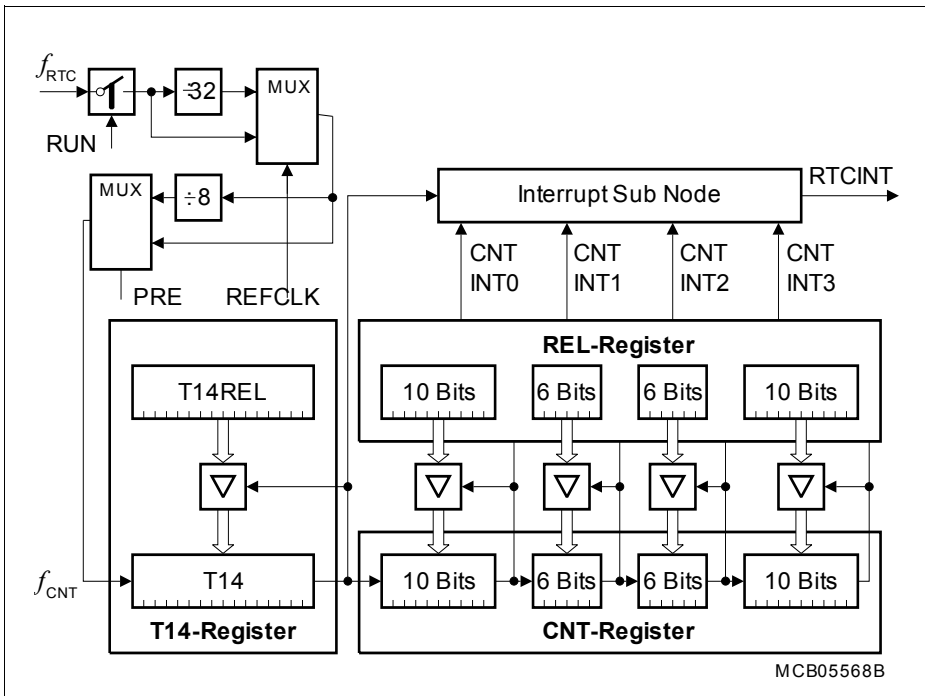 fRTC
RUN
÷32
MUX
MUX
÷8
PRE
REFCLK
Interrupt Sub Node
RTCINT
CNT INT0
CNT INT1
CNT INT2
CNT INT3
REL-Register
T14REL
10 Bits
6 Bits
6 Bits
10 Bits
fCNT
T14
10 Bits
6 Bits
6 Bits
10 Bits
T14-Register
CNT-Register
MCB05568B